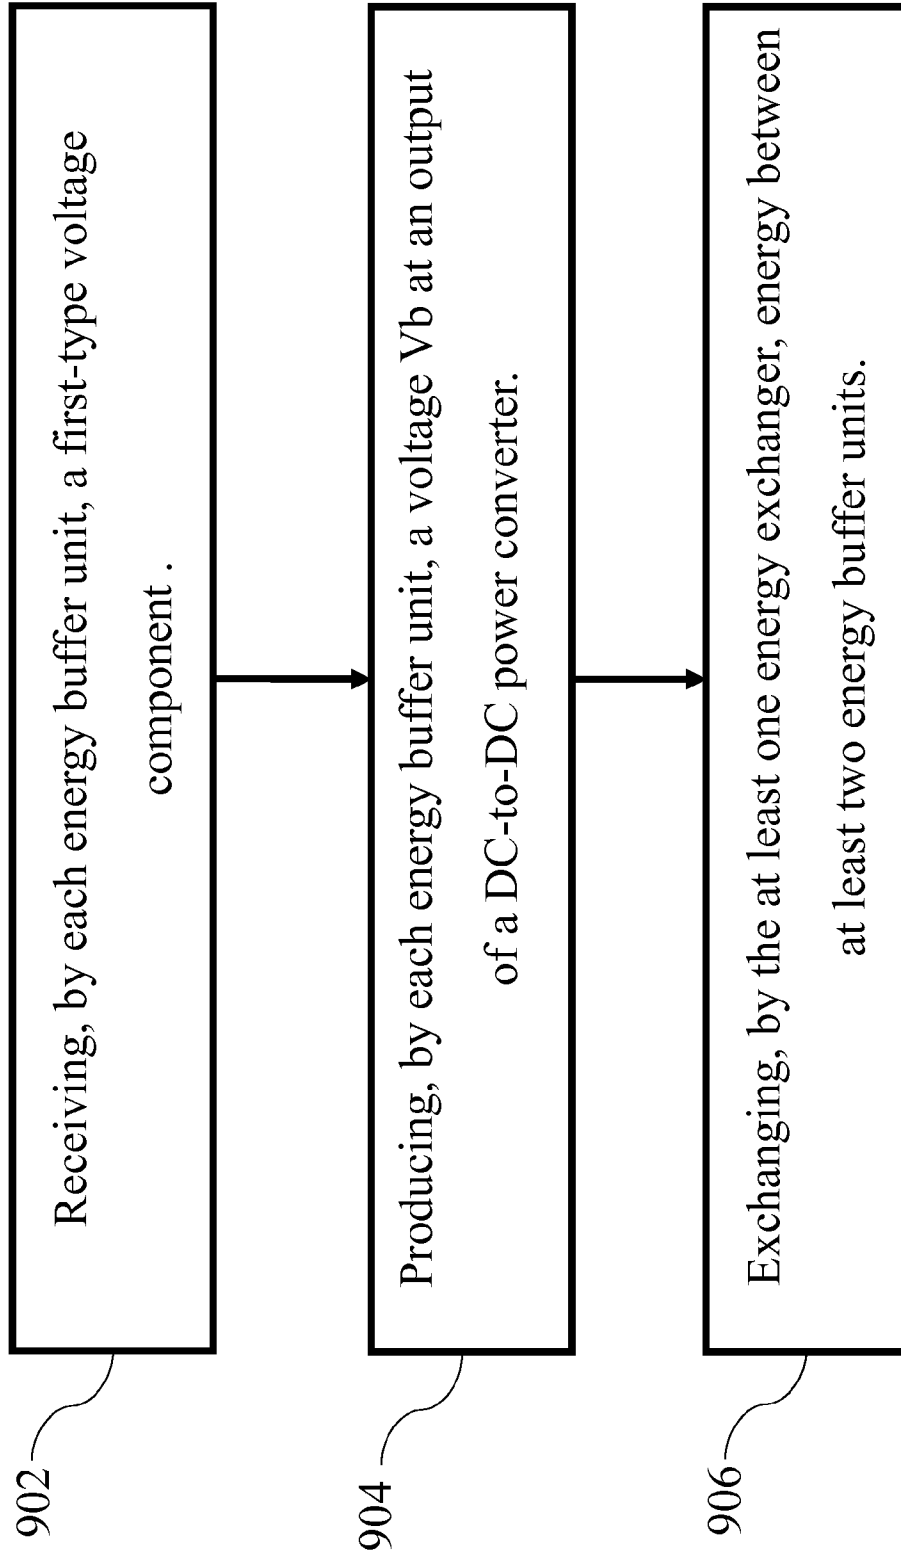 902
Receiving, by each energy buffer unit, a first-type voltage
component .
904
Producing, by each energy buffer unit, a voltage Vb at an output
of a DC-to-DC power converter.
906
Exchanging, by the at least one energy exchanger, energy between
at least two energy buffer units.